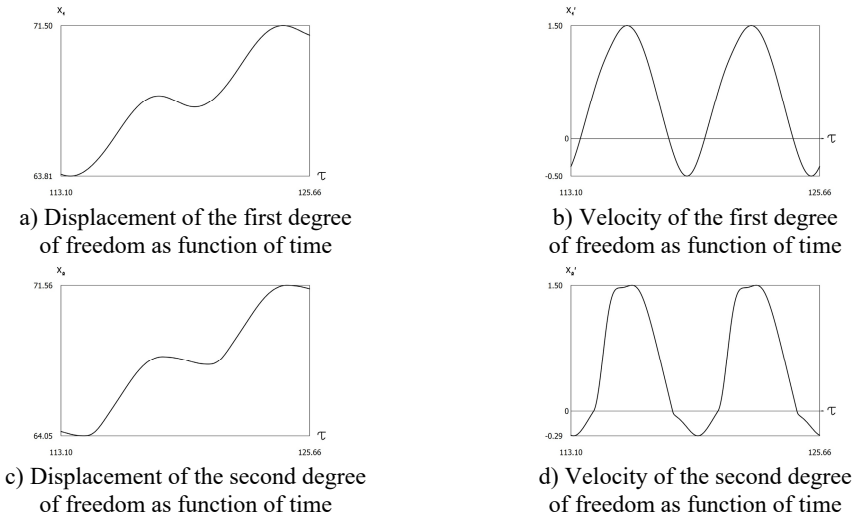 x₁
71.50
63.81
τ
113.10
125.66
a) Displacement of the first degree
of freedom as function of time
x₁'
1.50
0
τ
-0.50
113.10
125.66
b) Velocity of the first degree
of freedom as function of time
x₂
71.56
64.05
τ
113.10
125.66
c) Displacement of the second degree
of freedom as function of time
x₂'
1.50
0
τ
-0.29
113.10
125.66
d) Velocity of the second degree
of freedom as function of time